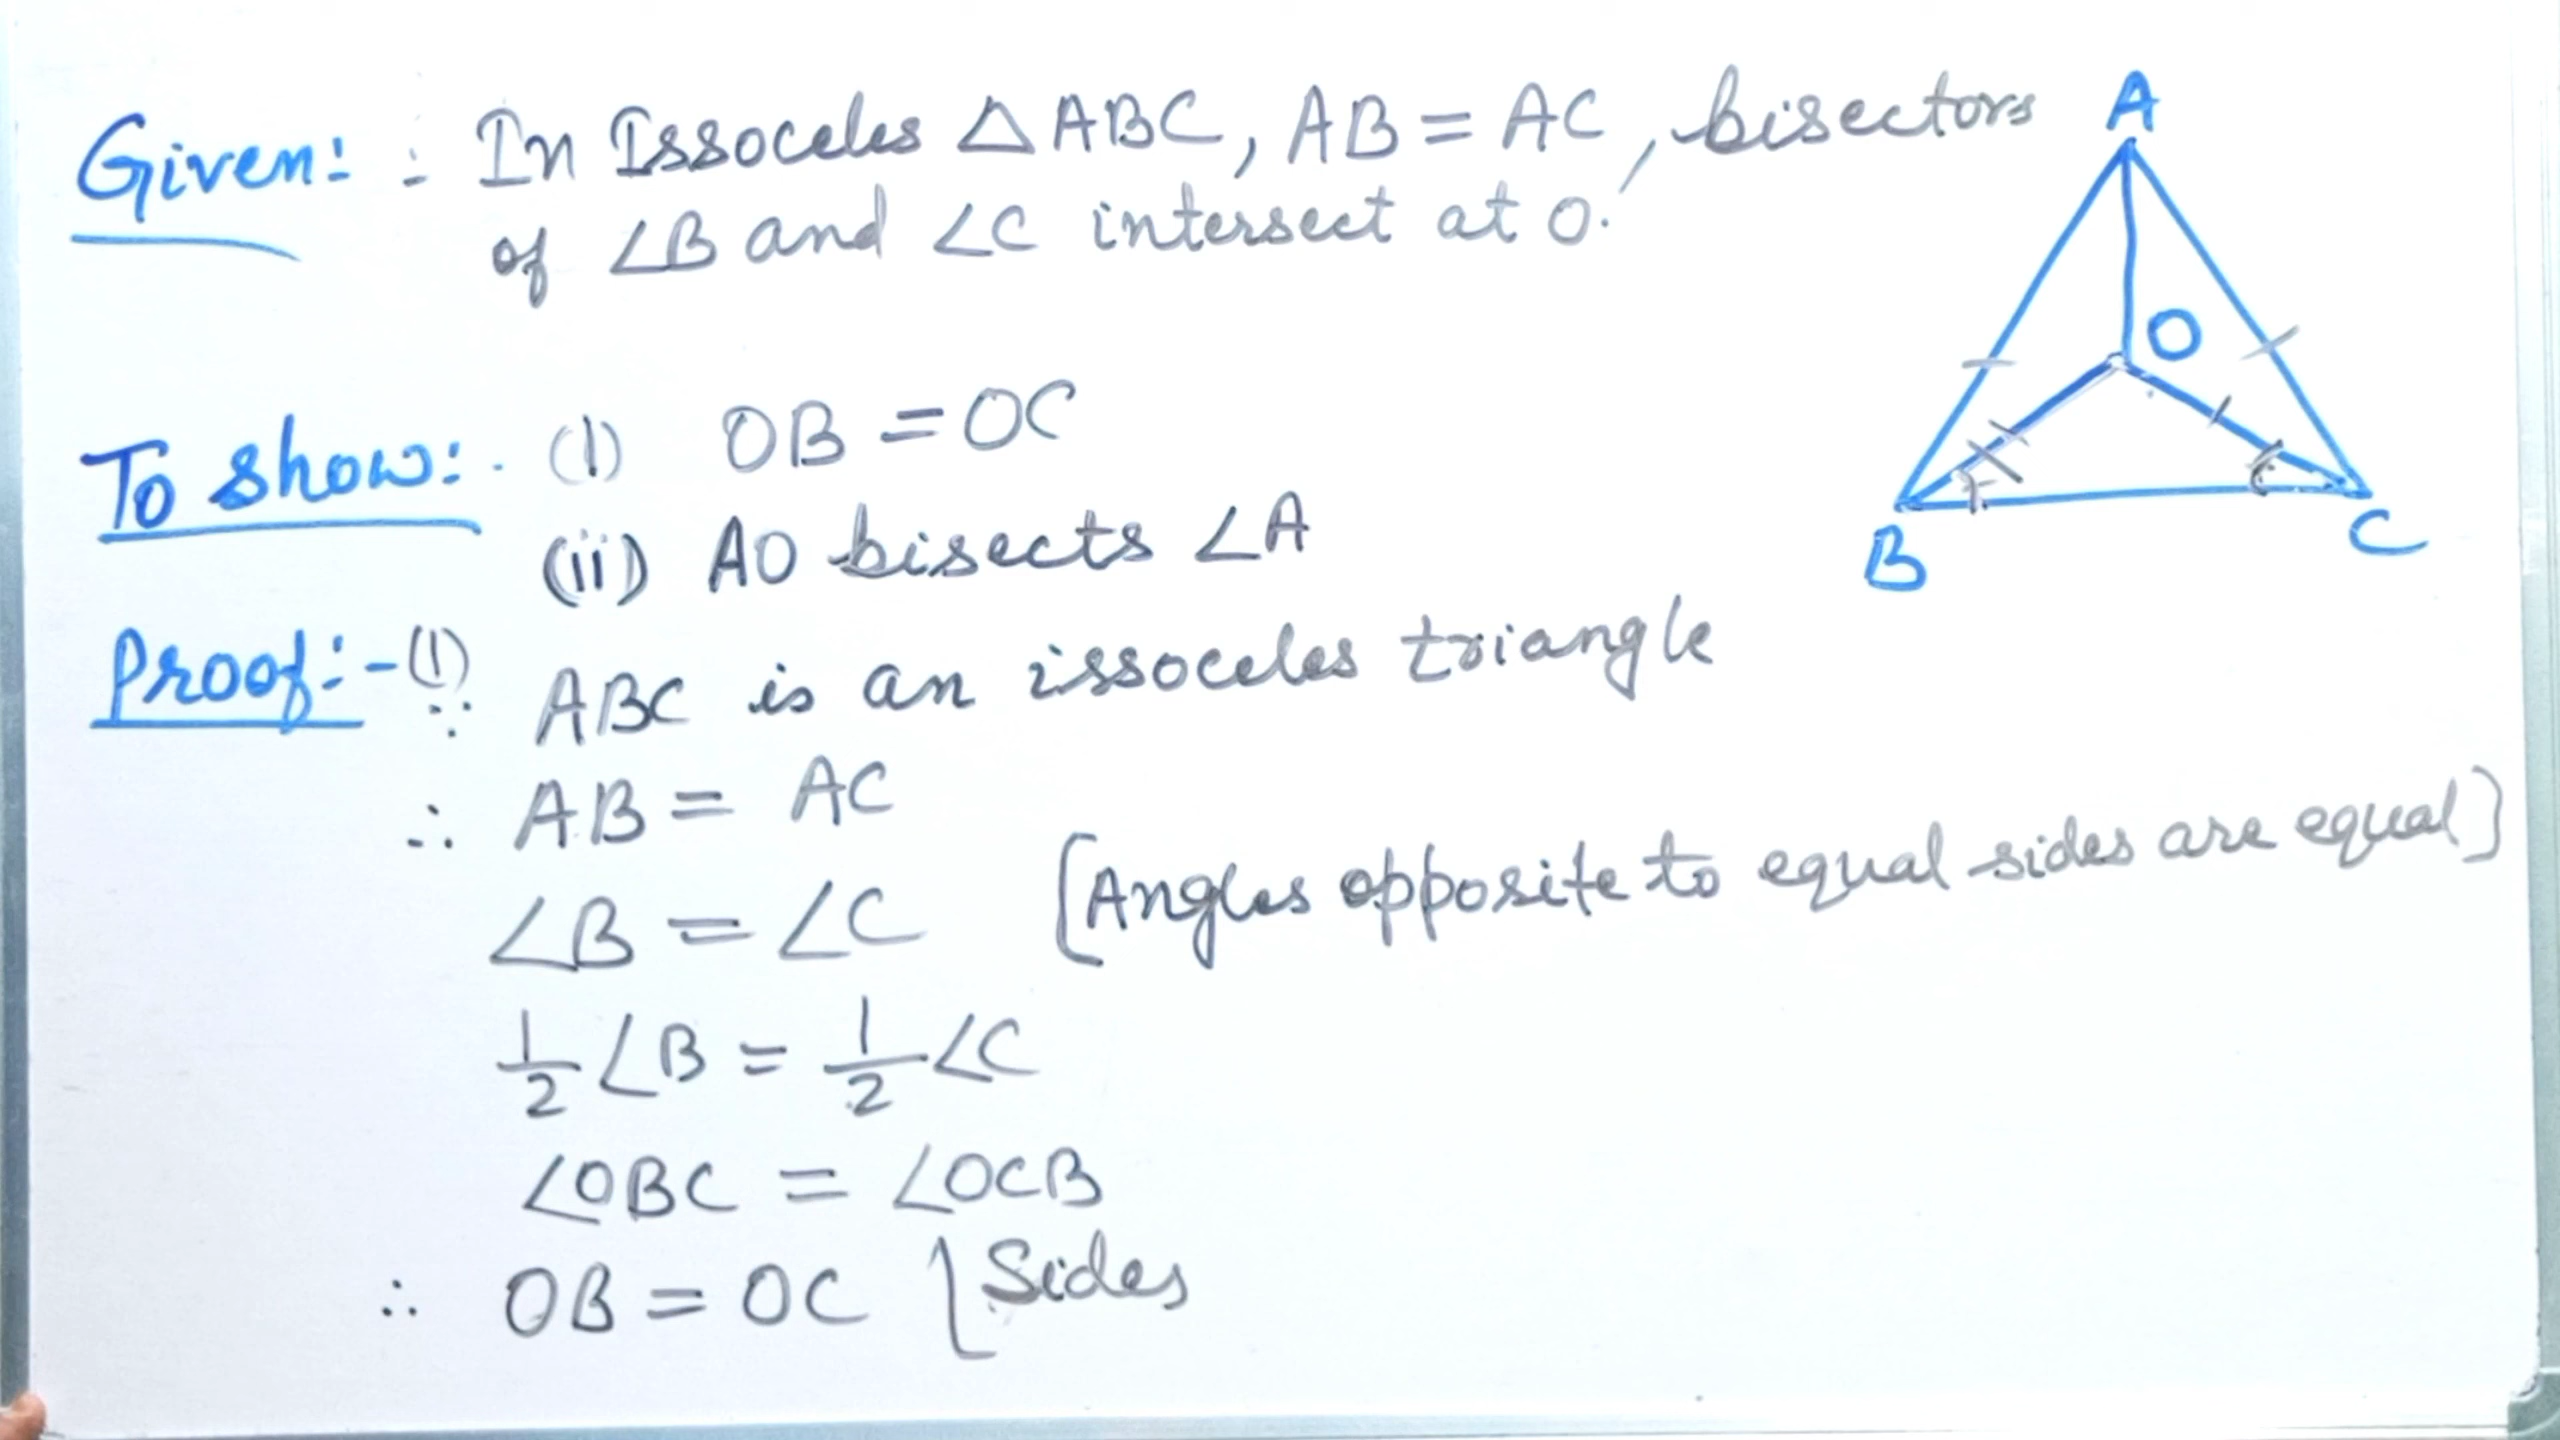 Given: : In Issoceles △ABC, AB = AC, bisectors
of ∠B and ∠C intersect at O.
A
O
B
C
To show: . (I) OB = OC
(ii) AO bisects ∠A
Proof:- (I)
∵ ABC is an issoceles triangle
∴ AB = AC
∠B = ∠C [Angles opposite to equal sides are equal]
1/2 ∠B = 1/2 ∠C
∠OBC = ∠OCB
∴ OB = OC [Sides